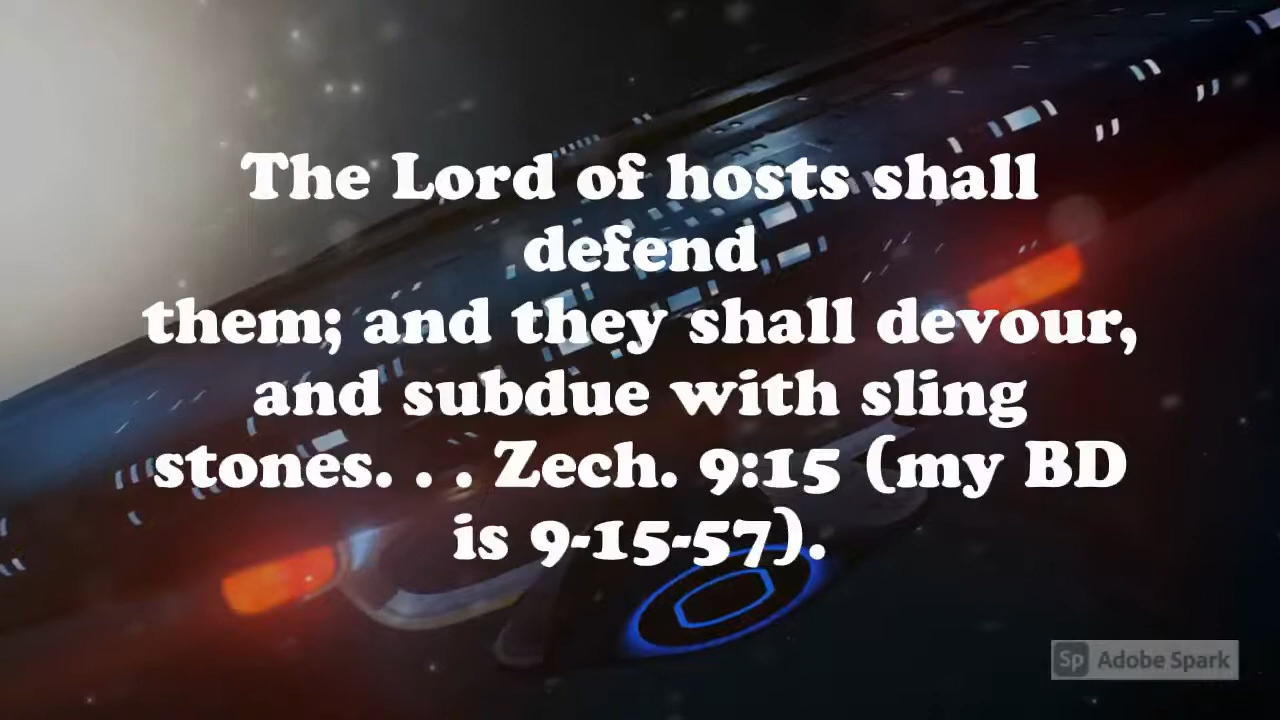 The Lord of hosts shall
defend
them; and they shall devour,
and subdue with sling
stones. . . Zech. 9:15 (my BD
is 9-15-57).
Sp Adobe Spark